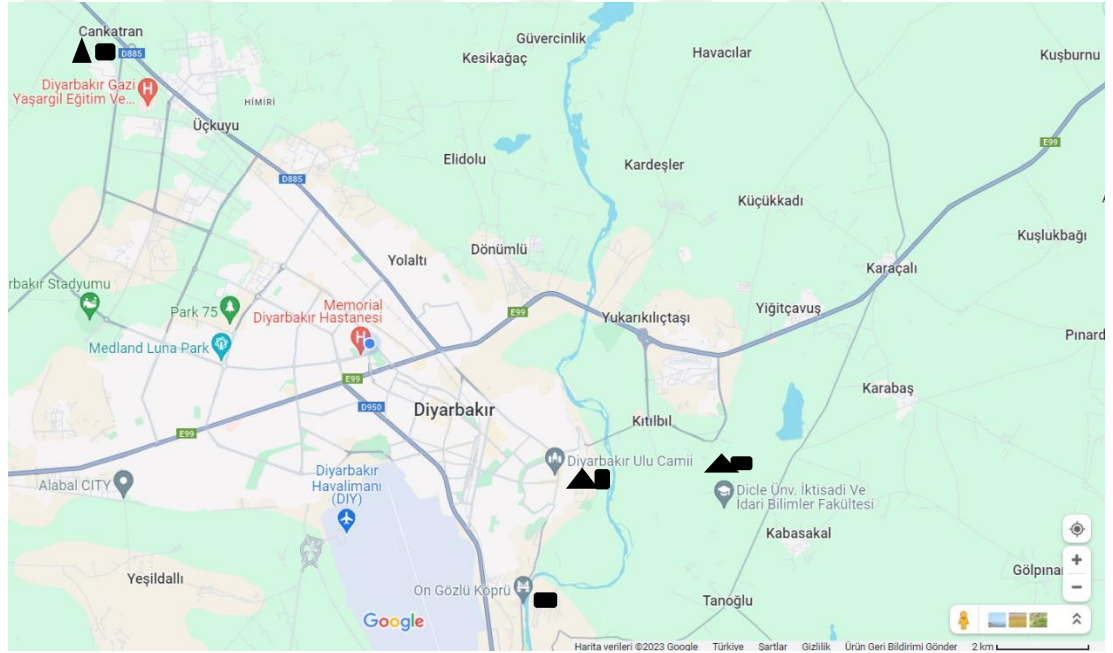 Cankatran
D885
Güvercinlik
Kesikağaç
Havacılar
Kuşburnu
Diyarbakır Gazi
Yaşargil Eğitim Ve...
HİMİRİ
Üçkuyu
E99
Elidolu
Kardeşler
D885
Küçükkadı
Kuşlukbağı
Dönümlü
Yolaltı
Karaçalı
rbakır Stadyumu
Park 75
Memorial
Diyarbakır Hastanesi
E99
Yukarıkılıçtaşı
Yiğitçavuş
Pınard
Medland Luna Park
E99
Karabaş
D950
Diyarbakır
Kıtılbıl
E99
Diyarbakır Ulu Camii
Alabal CITY
Diyarbakır
Havalimanı
(DIY)
Dicle Ünv. İktisadi Ve
İdari Bilimler Fakültesi
Kabasakal
Yeşildallı
On Gözlü Köprü
Gölpına
Tanoğlu
Google
Harita verileri ©2023 Google Türkiye Şartlar Gizlilik Ürün Geri Bildirimi Gönder 2 km